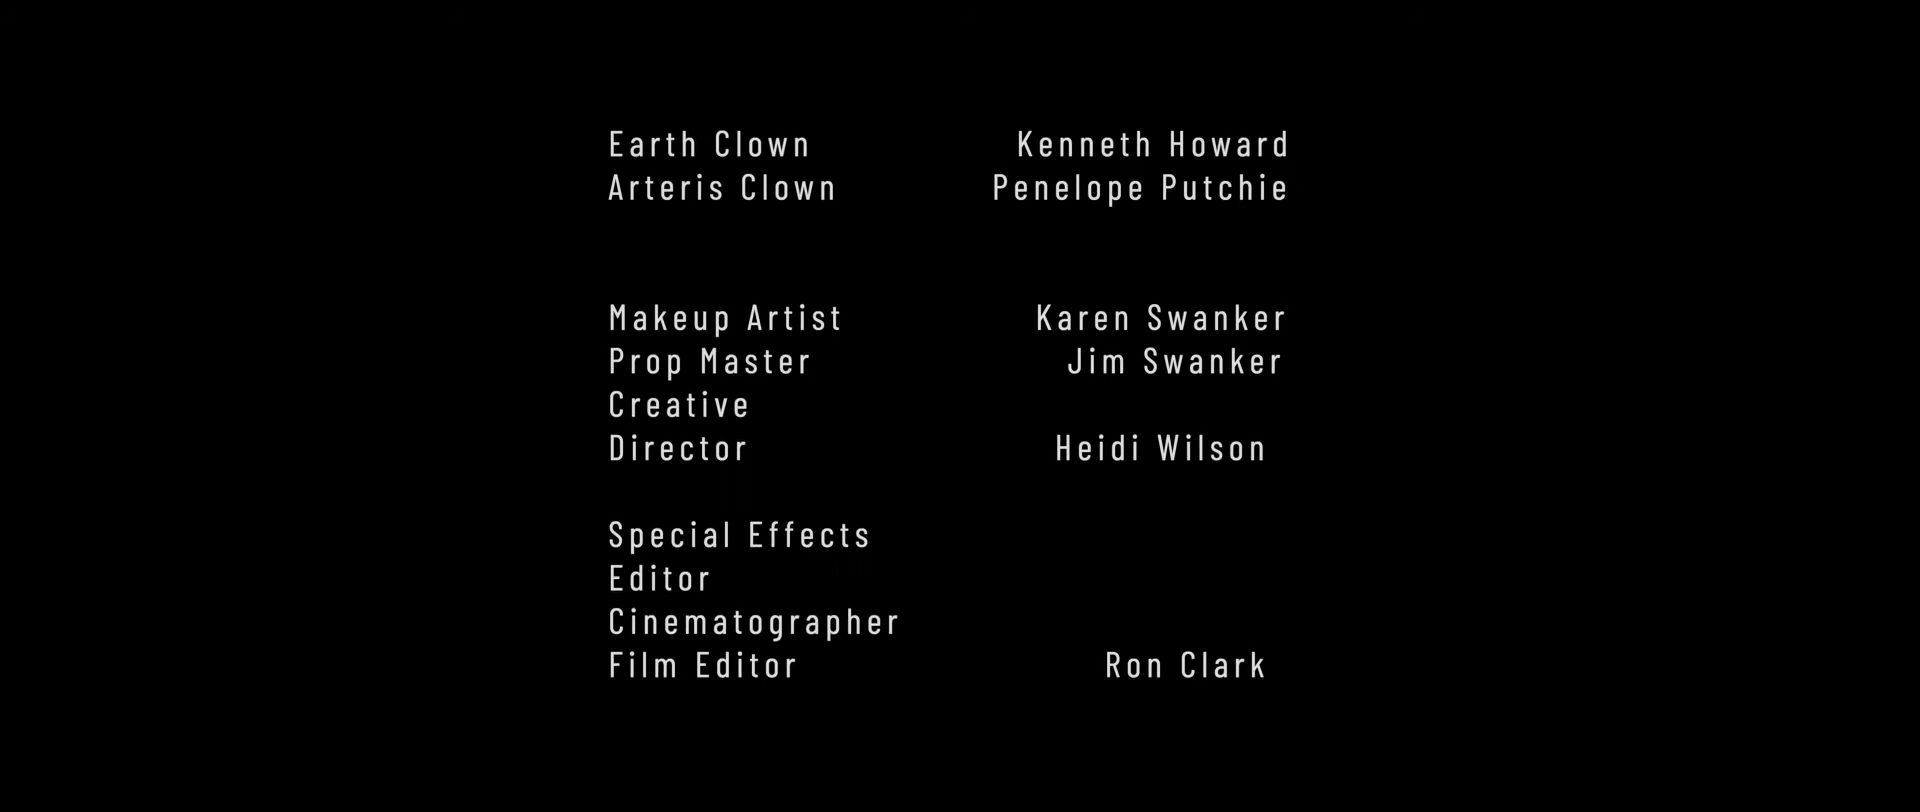 Earth Clown Kenneth Howard
Arteris Clown Penelope Putchie
Makeup Artist Karen Swanker
Prop Master Jim Swanker
Creative
Director Heidi Wilson
Special Effects
Editor
Cinematographer
Film Editor Ron Clark